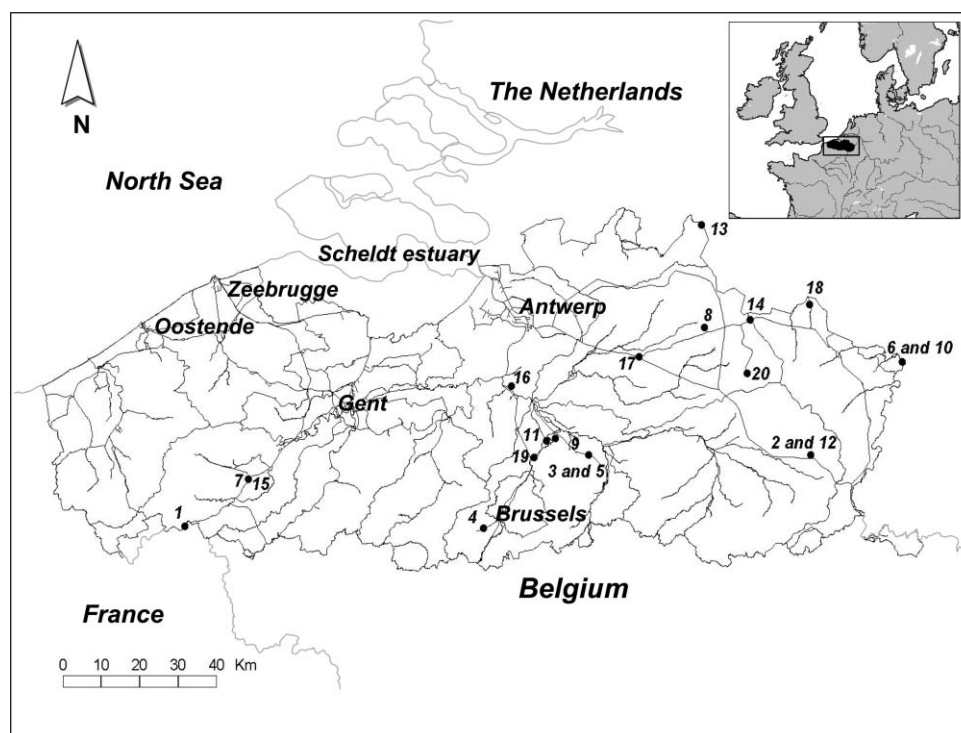 The Netherlands
N
North Sea
13
Scheldt estuary
Zeebrugge
18
Antwerp
8
14
Oostende
17
6 and 10
20
16
Gent
11
9
2 and 12
19
3 and 5
7
15
1
4
Brussels
Belgium
France
0 10 20 30 40 Km